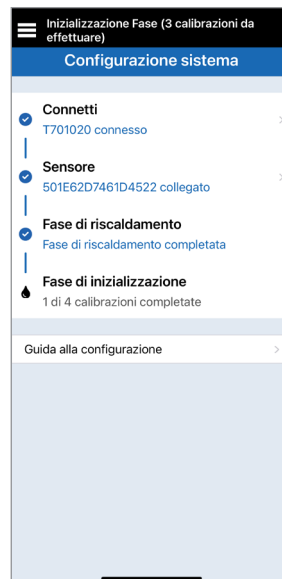 Inizializzazione Fase (3 calibrazioni da
effettuare)
Configurazione sistema
Connetti
T701020 connesso
Sensore
501E62D7461D4522 collegato
Fase di riscaldamento
Fase di riscaldamento completata
Fase di inizializzazione
1 di 4 calibrazioni completate
Guida alla configurazione